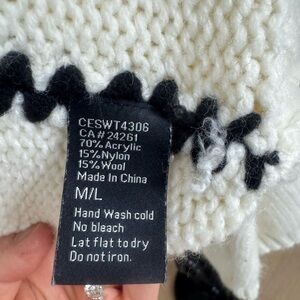 CESWT4306
CA # 24261
70% Acrylic
15% Nylon
15% Wool
Made In China
M/L
Hand Wash cold
No bleach
Lat flat to dry
Do not iron.